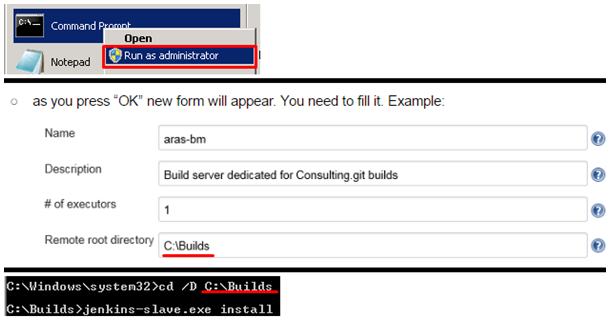 C:\_
Command Prompt
Open
Run as administrator
Notepad
○ as you press “OK” new form will appear. You need to fill it. Example:
Name aras-bm
Description Build server dedicated for Consulting.git builds
# of executors 1
Remote root directory C:\Builds
C:\Windows\system32>cd /D C:\Builds
C:\Builds>jenkins-slave.exe install